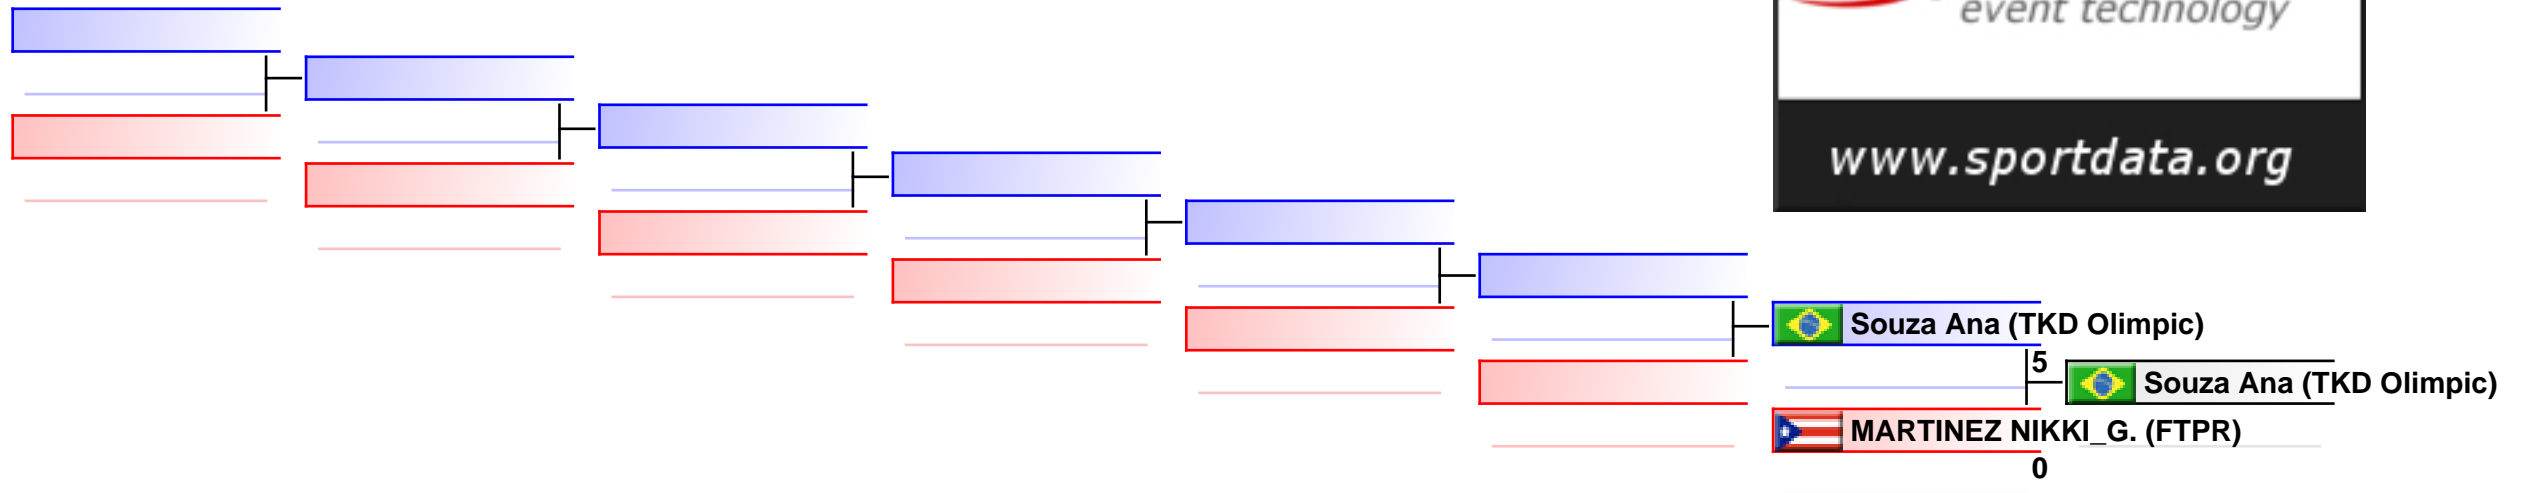 event technology
www.sportdata.org
Souza Ana (TKD Olimpic)
5
Souza Ana (TKD Olimpic)
MARTINEZ NIKKI_G. (FTPR)
0